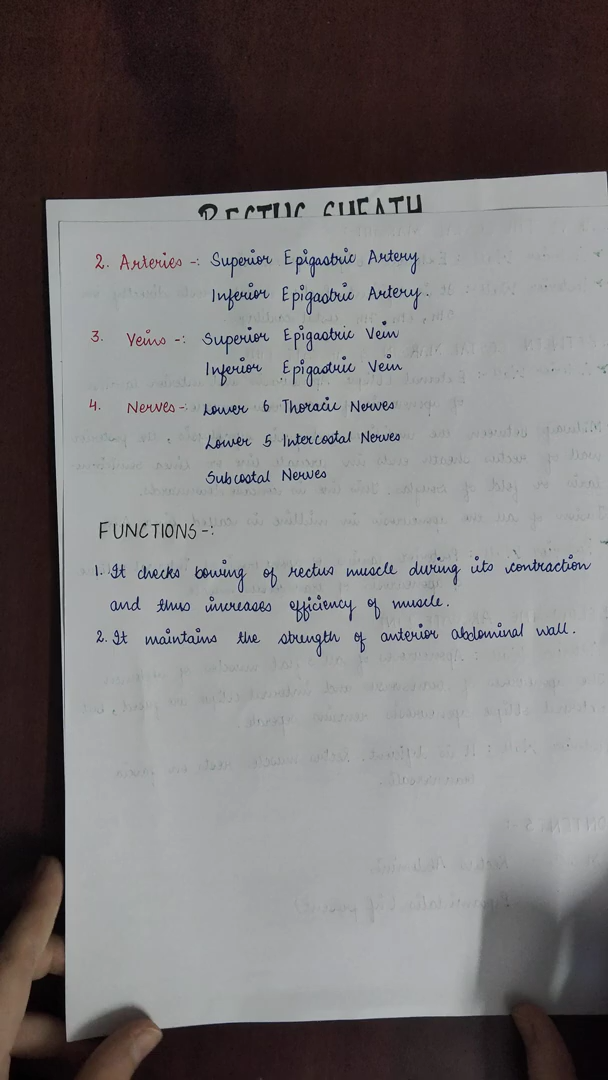 RECTUS SHEATH
2. Arteries -: Superior Epigastric Artery
Inferior Epigastric Artery.
3. Veins -: Superior Epigastric Vein
Inferior Epigastric Vein
4. Nerves -: Lower 6 Thoracic Nerves
Lower 5 Intercostal Nerves
Subcostal Nerves
FUNCTIONS -:
1. It checks bowing of rectus muscle during its contraction
and thus increases efficiency of muscle.
2. It maintains the strength of anterior abdominal wall.